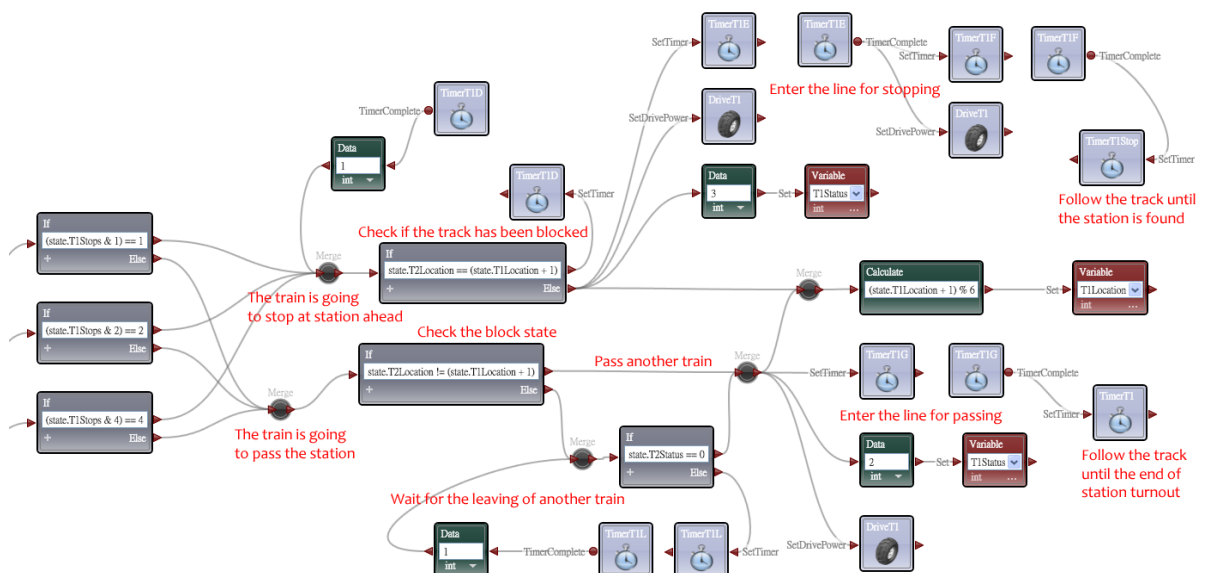 TimerT1E
SetTimer
TimerT1E
TimerComplete
TimerT1F
SetTimer
TimerT1F
TimerComplete
Enter the line for stopping
TimerT1D
TimerComplete
DriveT1
SetDrivePower
DriveT1
SetDrivePower
TimerT1Stop
SetTimer
Follow the track until
the station is found
Data
1
int
TimerT1D
SetTimer
Data
3
int
Set
Variable
T1Status
int ...
Check if the track has been blocked
If
(state.T1Stops & 1) == 1
+ Else
Merge
If
state.T2Location == (state.T1Location + 1)
+ Else
The train is going
to stop at station ahead
Merge
Calculate
(state.T1Location + 1) % 6
Set
Variable
T1Location
int ...
If
(state.T1Stops & 2) == 2
+ Else
Check the block state
If
state.T2Location != (state.T1Location + 1)
+ Else
Pass another train
Merge
SetTimer
TimerT1G
TimerT1G
TimerComplete
SetTimer
TimerT1
Enter the line for passing
Follow the track
until the end of
station turnout
If
(state.T1Stops & 4) == 4
+ Else
Merge
The train is going
to pass the station
Merge
If
state.T2Status == 0
+ Else
Data
2
int
Set
Variable
T1Status
int ...
Wait for the leaving of another train
Data
1
int
TimerComplete
TimerT1L
TimerT1L
SetTimer
SetDrivePower
DriveT1